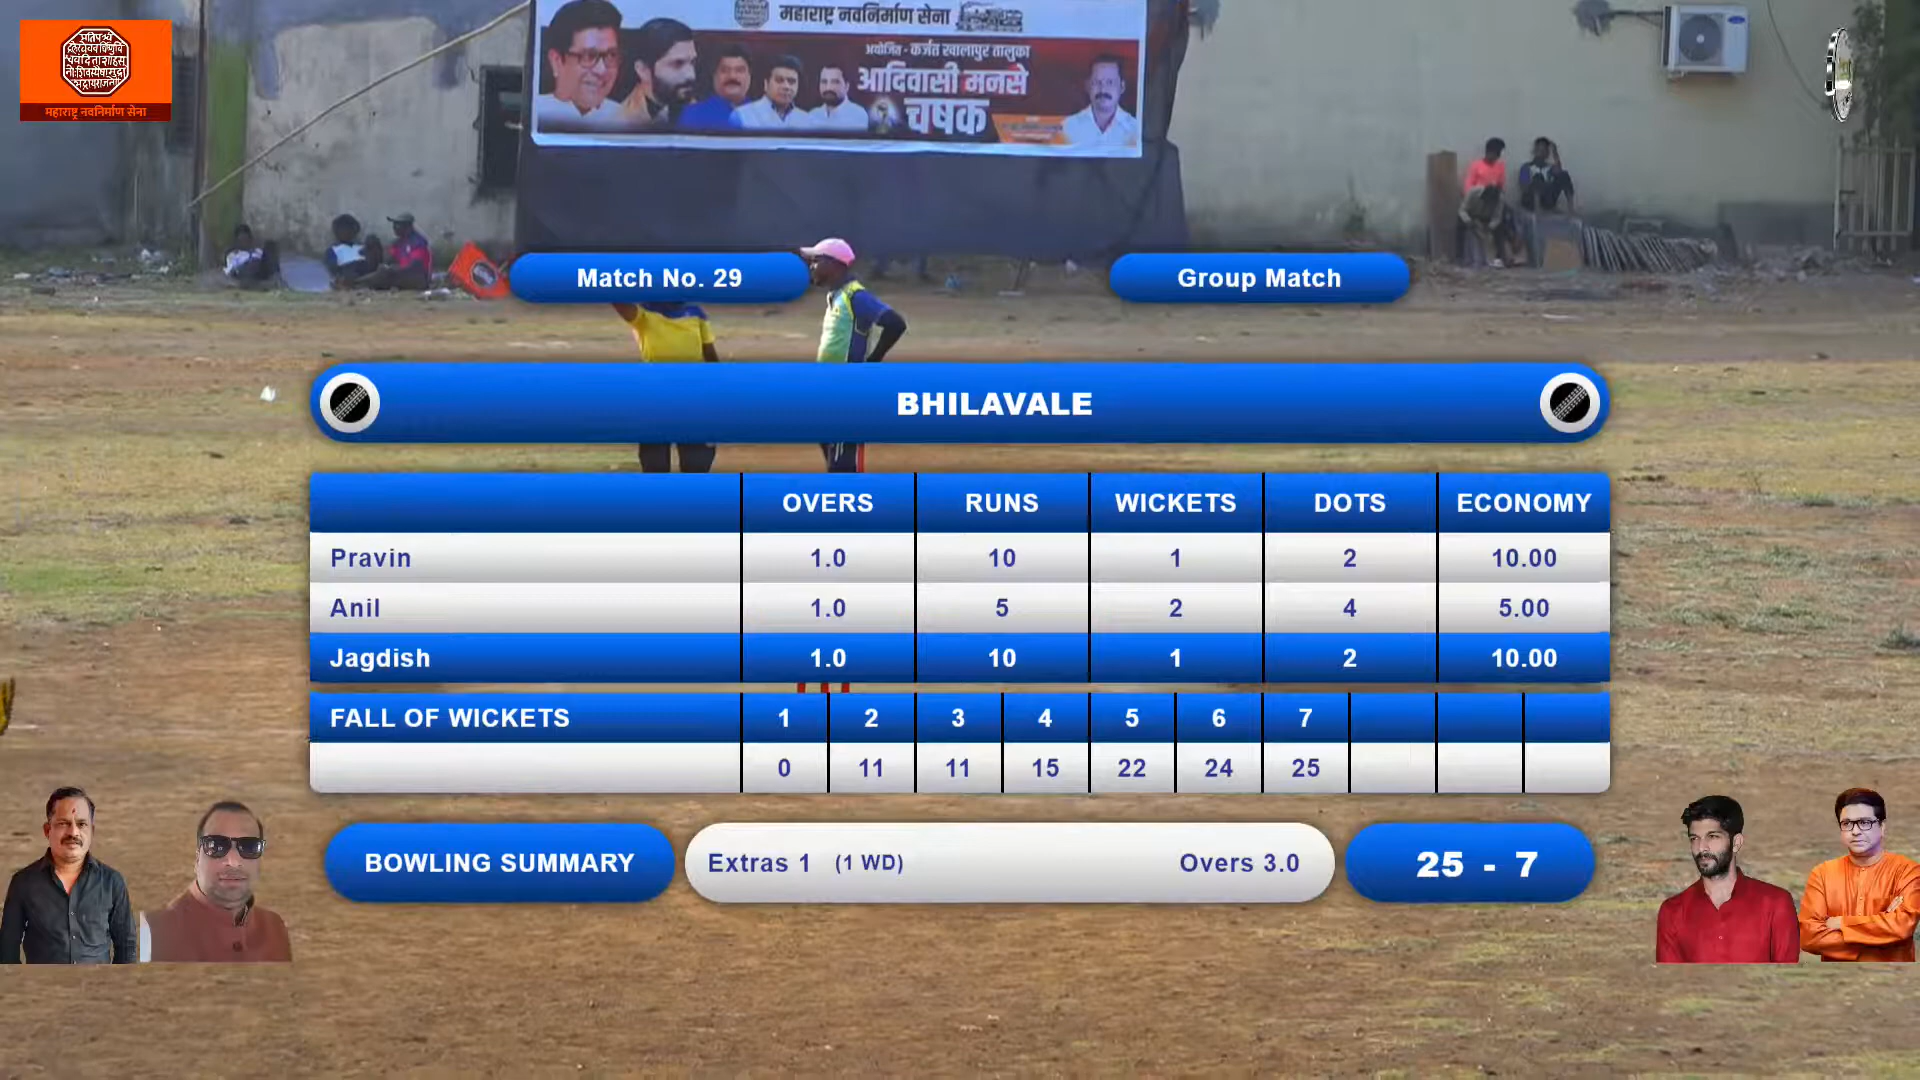 महाराष्ट्र नवनिर्माण सेना
महाराष्ट्र नवनिर्माण सेना
आयोजित - कर्जत खालापुर तालुका
आदिवासी मनसे
चषक
Match No. 29
Group Match
BHILAVALE
OVERS RUNS WICKETS DOTS ECONOMY
Pravin 1.0 10 1 2 10.00
Anil 1.0 5 2 4 5.00
Jagdish 1.0 10 1 2 10.00
FALL OF WICKETS 1 2 3 4 5 6 7
0 11 11 15 22 24 25
BOWLING SUMMARY Extras 1 (1 WD) Overs 3.0 25 - 7